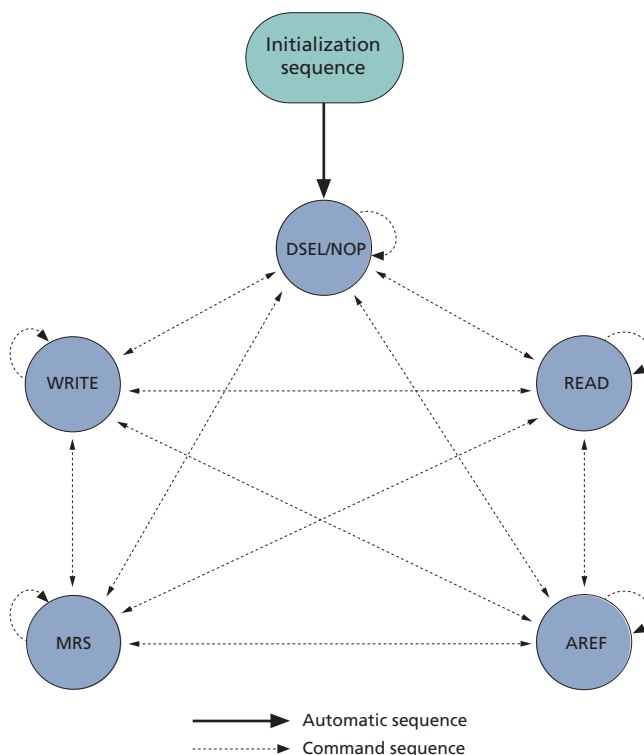 Initialization
sequence
DSEL/NOP
WRITE
READ
MRS
AREF
Automatic sequence
Command sequence